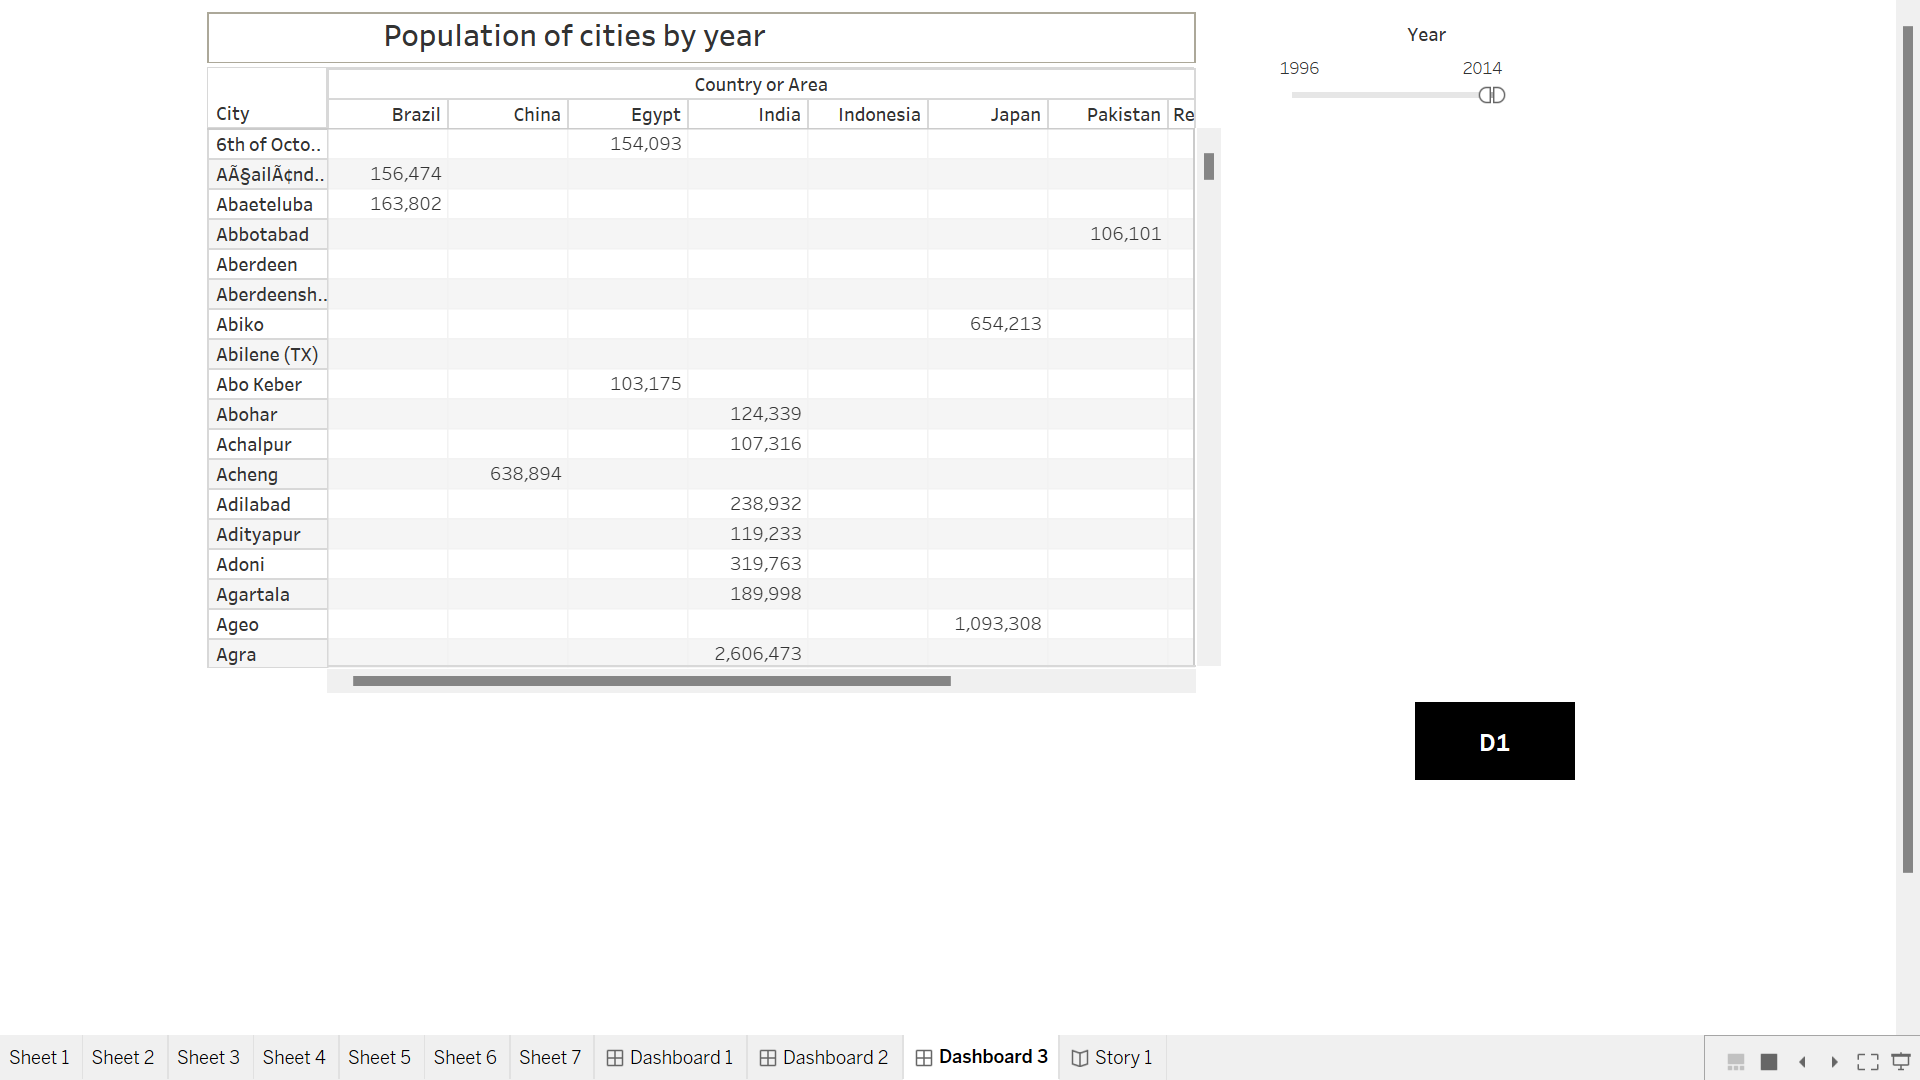 Population of cities by year
Year
1996 2014
Country or Area
City Brazil China Egypt India Indonesia Japan Pakistan Re
6th of Octo.. 154,093
AÃ§ailÃ¢nd.. 156,474
Abaeteluba 163,802
Abbotabad 106,101
Aberdeen
Aberdeensh..
Abiko 654,213
Abilene (TX)
Abo Keber 103,175
Abohar 124,339
Achalpur 107,316
Acheng 638,894
Adilabad 238,932
Adityapur 119,233
Adoni 319,763
Agartala 189,998
Ageo 1,093,308
Agra 2,606,473
D1
Sheet 1 Sheet 2 Sheet 3 Sheet 4 Sheet 5 Sheet 6 Sheet 7 Dashboard 1 Dashboard 2 Dashboard 3 Story 1